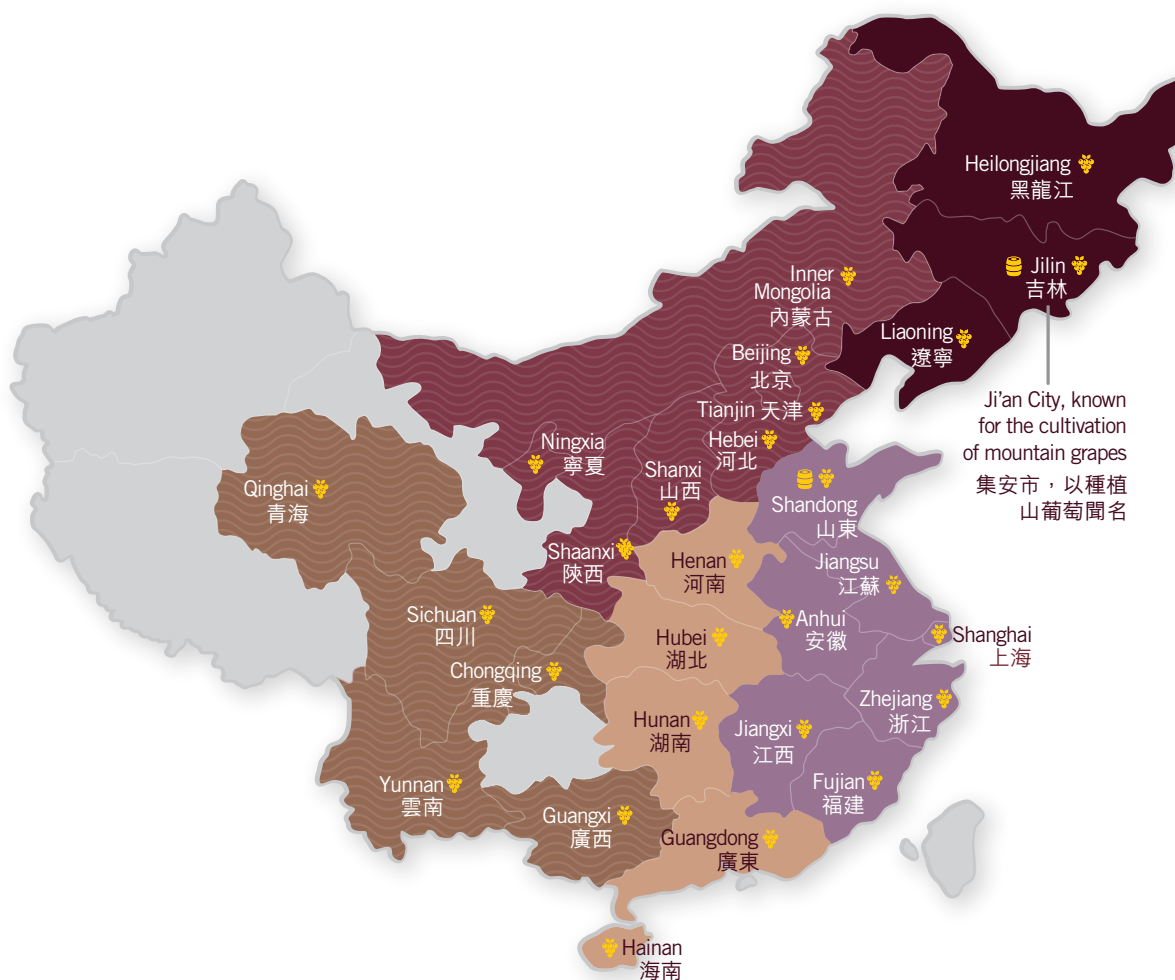 Heilongjiang
黑龍江
Jilin
吉林
Inner
Mongolia
內蒙古
Liaoning
遼寧
Beijing
北京
Tianjin 天津
Ji'an City, known
for the cultivation
of mountain grapes
集安市，以種植
山葡萄聞名
Hebei
河北
Ningxia
寧夏
Shanxi
山西
Qinghai
青海
Shandong
山東
Shaanxi
陝西
Henan
河南
Jiangsu
江蘇
Sichuan
四川
Anhui
安徽
Hubei
湖北
Shanghai
上海
Chongqing
重慶
Zhejiang
浙江
Hunan
湖南
Jiangxi
江西
Yunnan
雲南
Fujian
福建
Guangxi
廣西
Guangdong
廣東
Hainan
海南